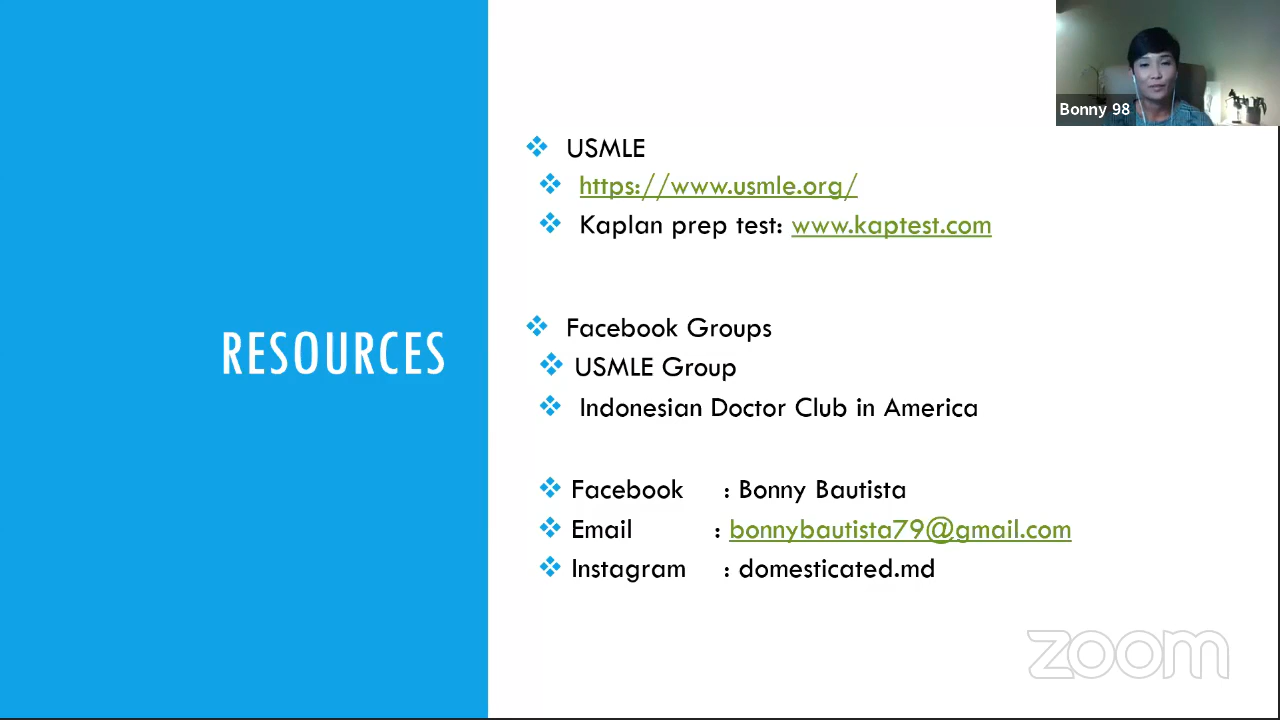 Bonny 98
USMLE
https://www.usmle.org/
Kaplan prep test: www.kaptest.com
RESOURCES
Facebook Groups
USMLE Group
Indonesian Doctor Club in America
Facebook : Bonny Bautista
Email : bonnybautista79@gmail.com
Instagram : domesticated.md
zoom